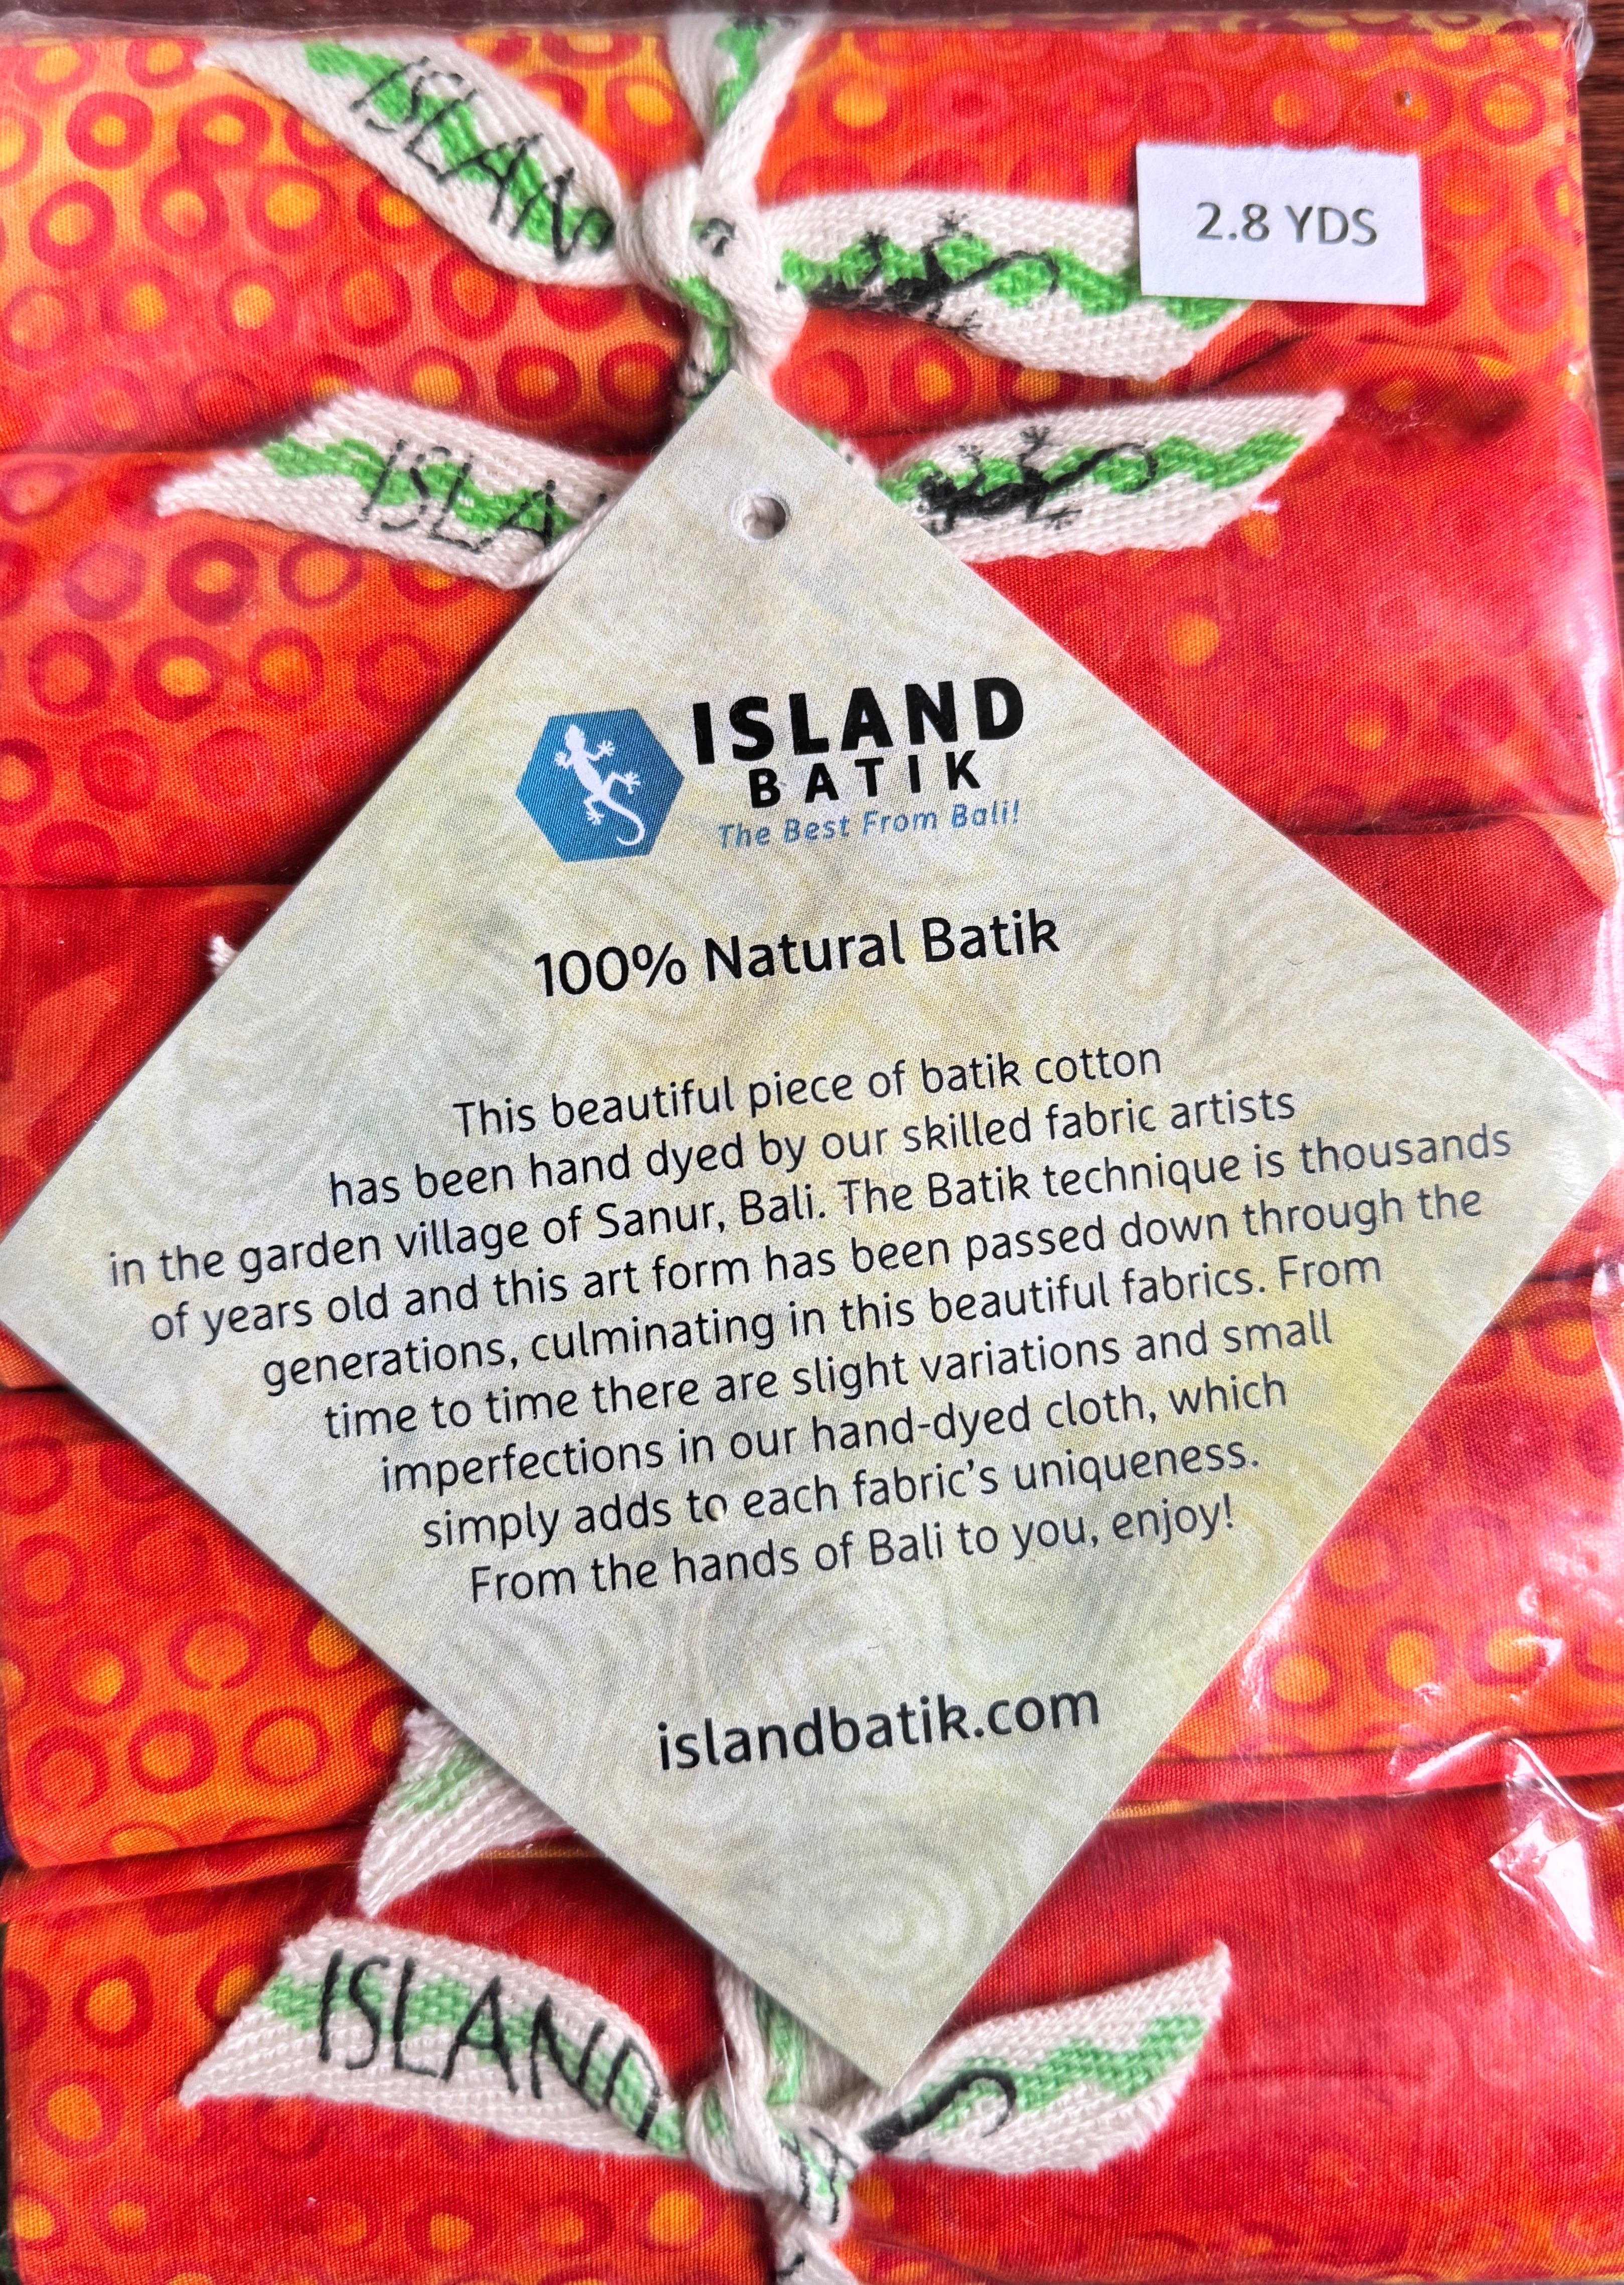 ISLAN
2.8 YDS
ISLA
ISLAND
BATIK
The Best From Bali!
100% Natural Batik
This beautiful piece of batik cotton
has been hand dyed by our skilled fabric artists
in the garden village of Sanur, Bali. The Batik technique is thousands
of years old and this art form has been passed down through the
generations, culminating in this beautiful fabrics. From
time to time there are slight variations and small
imperfections in our hand-dyed cloth, which
simply adds to each fabric's uniqueness.
From the hands of Bali to you, enjoy!
islandbatik.com
ISLAND